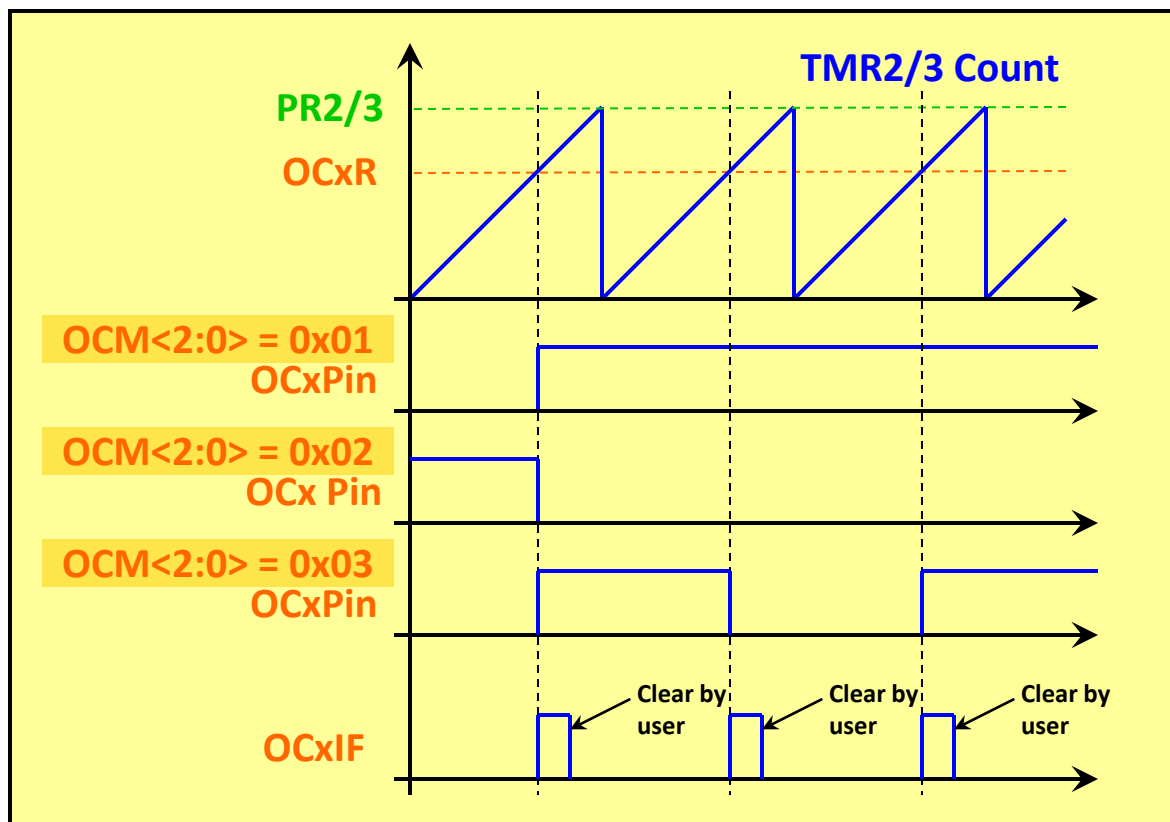 TMR2/3 Count
PR2/3
OCxR
OCM<2:0> = 0x01
OCxPin
OCM<2:0> = 0x02
OCx Pin
OCM<2:0> = 0x03
OCxPin
Clear by
user
Clear by
user
Clear by
user
OCxIF